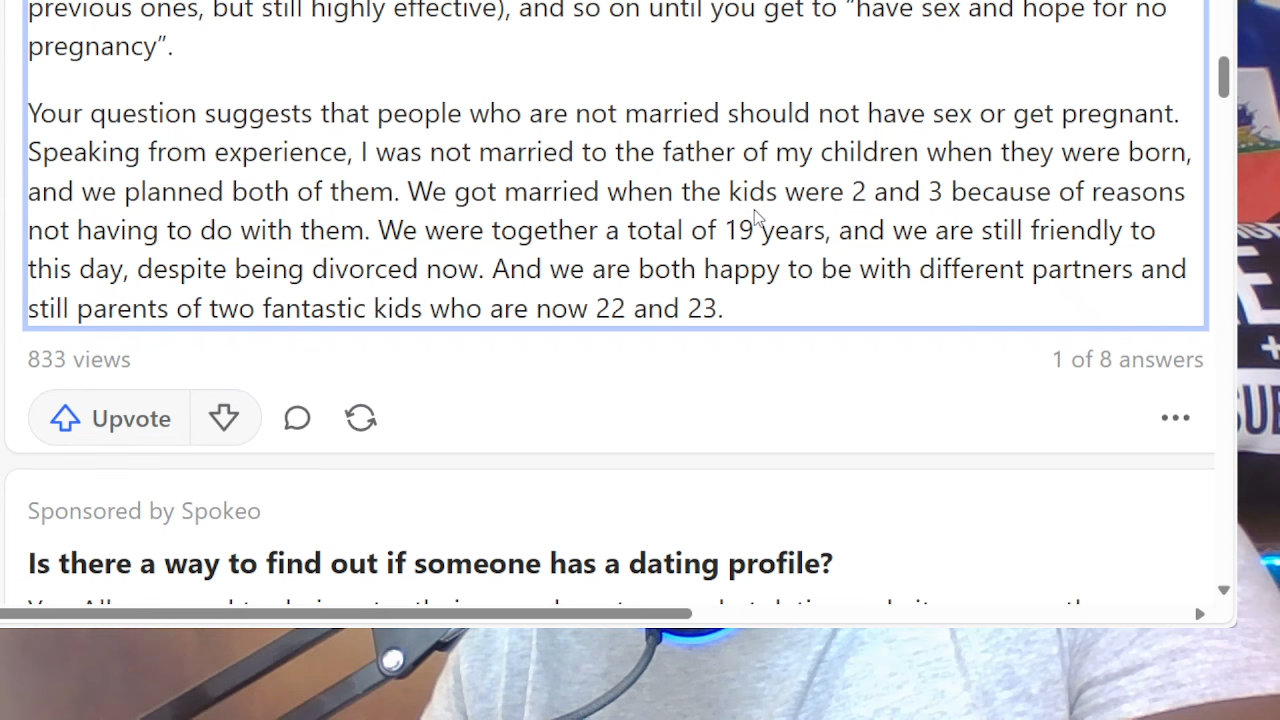 previous ones, but still highly effective), and so on until you get to “have sex and hope for no
pregnancy”.
Your question suggests that people who are not married should not have sex or get pregnant.
Speaking from experience, I was not married to the father of my children when they were born,
and we planned both of them. We got married when the kids were 2 and 3 because of reasons
not having to do with them. We were together a total of 19 years, and we are still friendly to
this day, despite being divorced now. And we are both happy to be with different partners and
still parents of two fantastic kids who are now 22 and 23.
833 views
1 of 8 answers
Upvote
Sponsored by Spokeo
Is there a way to find out if someone has a dating profile?